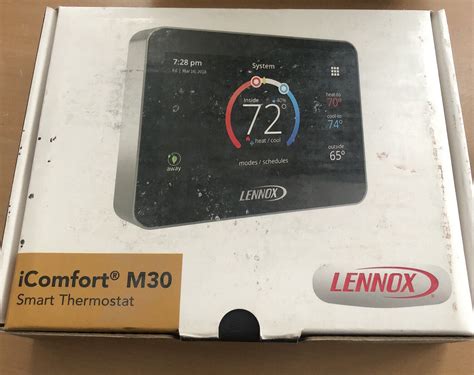 7:28 pm
System
inside
40%
72°
heat / cool
heat to
70°
cool to
74°
outside
65°
away
modes / schedules
LENNOX
iComfort® M30
Smart Thermostat
LENNOX